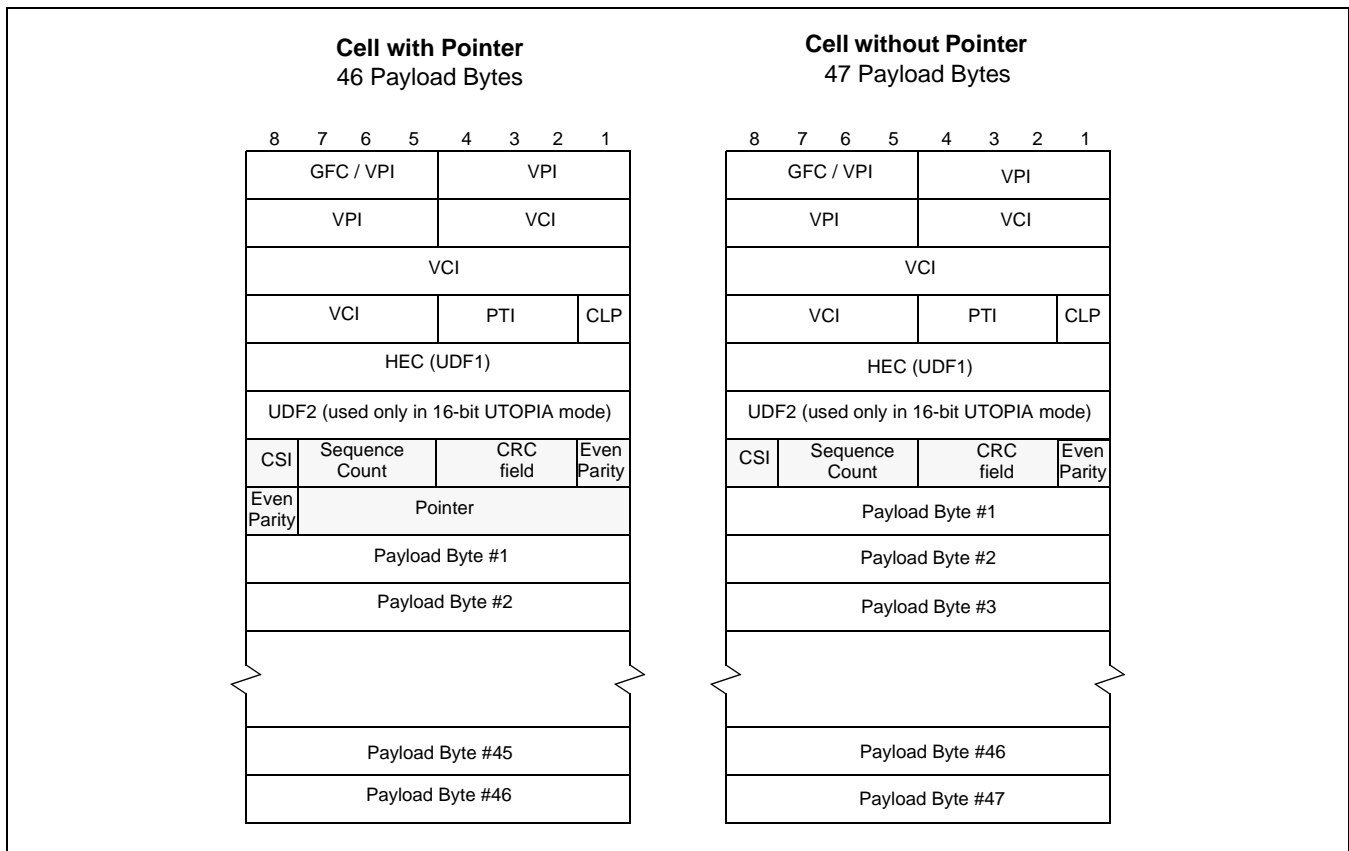 Cell with Pointer
46 Payload Bytes
8 7 6 5 4 3 2 1
GFC / VPI VPI
VPI VCI
VCI
VCI PTI CLP
HEC (UDF1)
UDF2 (used only in 16-bit UTOPIA mode)
CSI Sequence Count CRC field Even Parity
Even Parity Pointer
Payload Byte #1
Payload Byte #2
Payload Byte #45
Payload Byte #46
Cell without Pointer
47 Payload Bytes
8 7 6 5 4 3 2 1
GFC / VPI VPI
VPI VCI
VCI
VCI PTI CLP
HEC (UDF1)
UDF2 (used only in 16-bit UTOPIA mode)
CSI Sequence Count CRC field Even Parity
Payload Byte #1
Payload Byte #2
Payload Byte #3
Payload Byte #46
Payload Byte #47